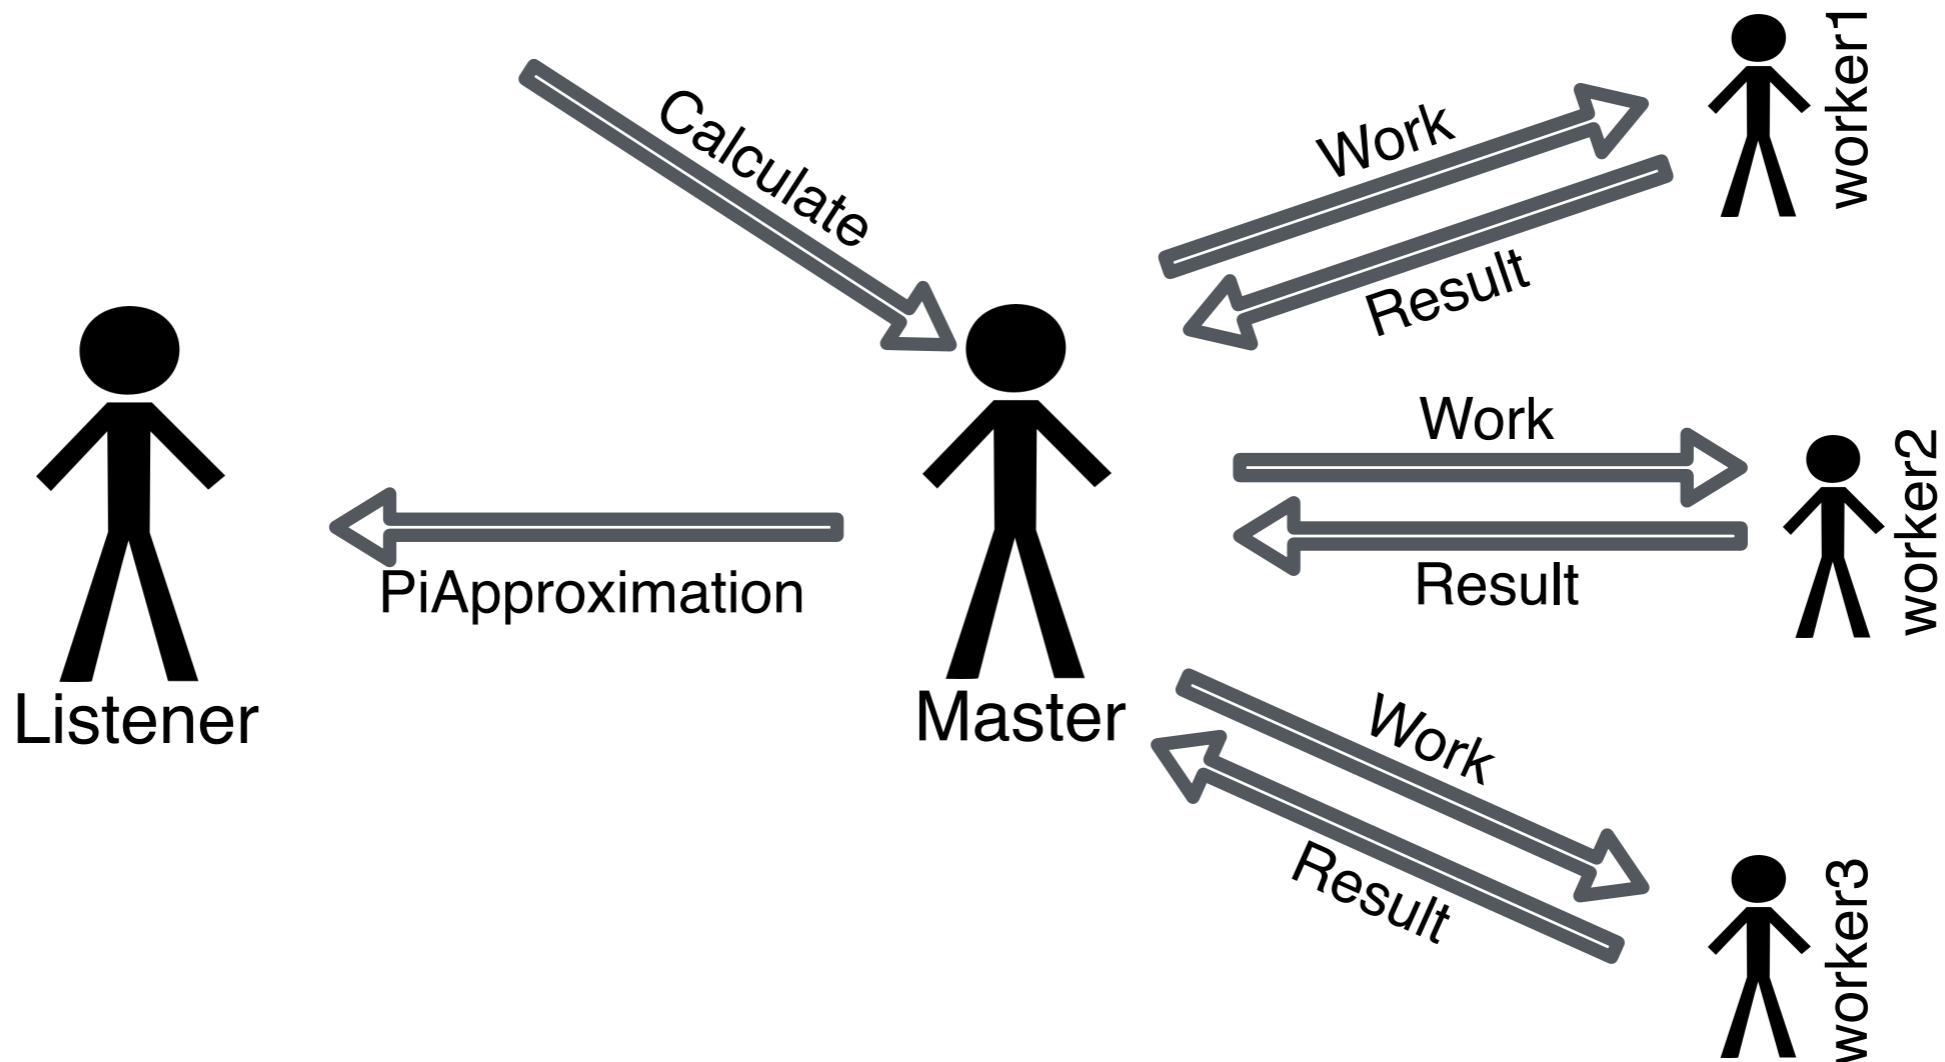 Calculate
Work
Result
worker1
Work
Result
worker2
PiApproximation
Listener
Master
Work
Result
worker3